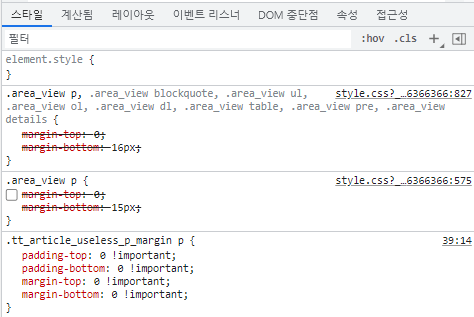 스타일 계산됨 레이아웃 이벤트 리스너 DOM 중단점 속성 접근성
필터 :hov .cls
element.style {
}
.area_view p, .area_view blockquote, .area_view ul, style.css?_…6366366:827
.area_view ol, .area_view dl, .area_view table, .area_view pre, .area_view
details {
margin-top: 0;
margin-bottom: 16px;
}
.area_view p { style.css?_…6366366:575
margin-top: 0;
margin-bottom: 15px;
}
.tt_article_useless_p_margin p { 39:14
padding-top: 0 !important;
padding-bottom: 0 !important;
margin-top: 0 !important;
margin-bottom: 0 !important;
}